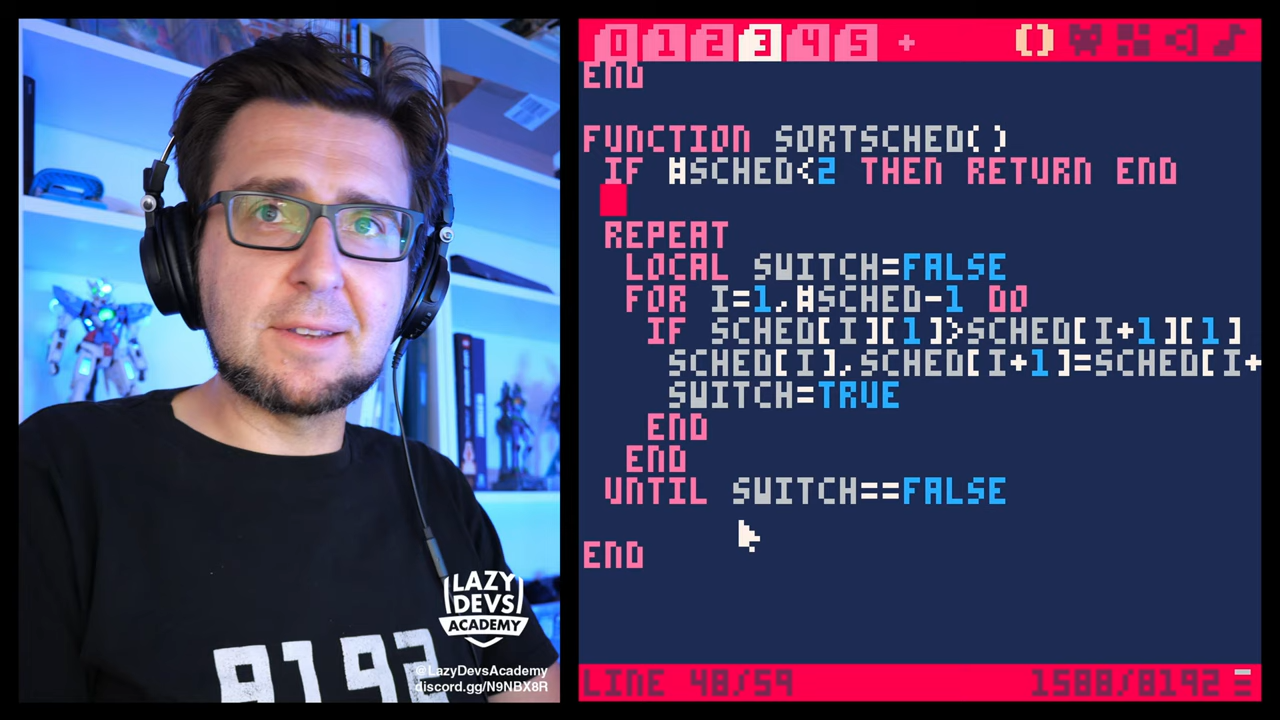 0 1 2 3 4 5 +
END
FUNCTION SORTSCHED()
IF #SCHED<2 THEN RETURN END
REPEAT
LOCAL SWITCH=FALSE
FOR I=1,#SCHED-1 DO
IF SCHED[I][1]>SCHED[I+1][1]
SCHED[I],SCHED[I+1]=SCHED[I+
SWITCH=TRUE
END
END
UNTIL SWITCH==FALSE
END
LINE 48/59 1588/8192
LAZY
DEVS
ACADEMY
8192
@LazyDevsAcademy
discord.gg/N9NBX8R